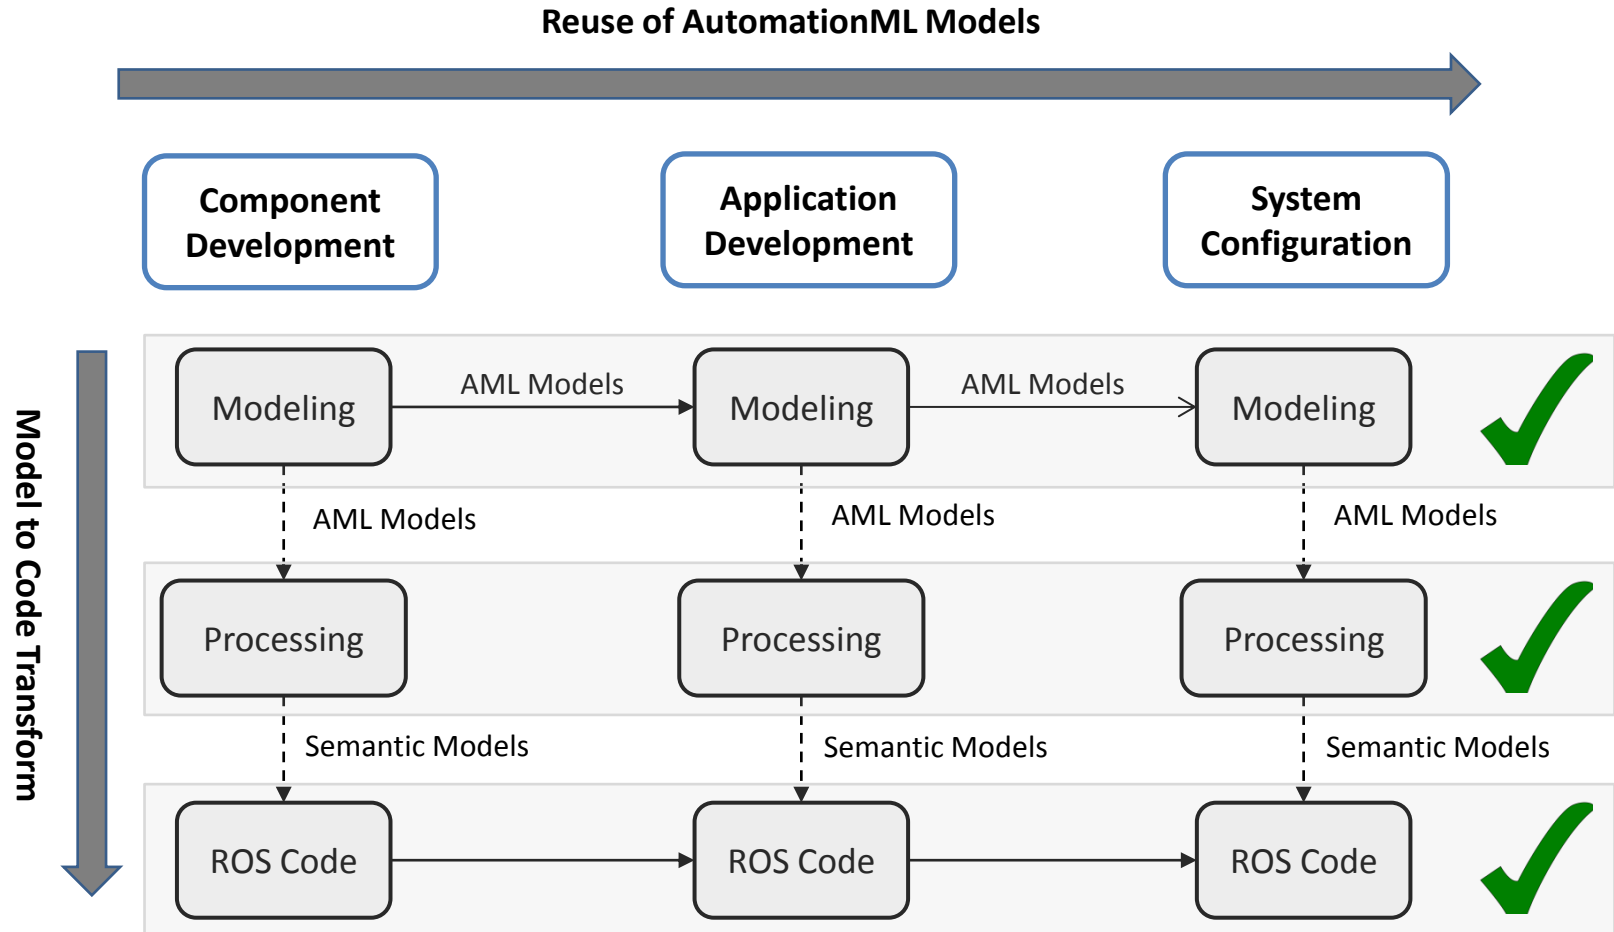 Reuse of AutomationML Models
Component
Development
Application
Development
System
Configuration
Model to Code Transform
Modeling
AML Models
Modeling
AML Models
Modeling
AML Models
AML Models
AML Models
Processing
Processing
Processing
Semantic Models
Semantic Models
Semantic Models
ROS Code
ROS Code
ROS Code